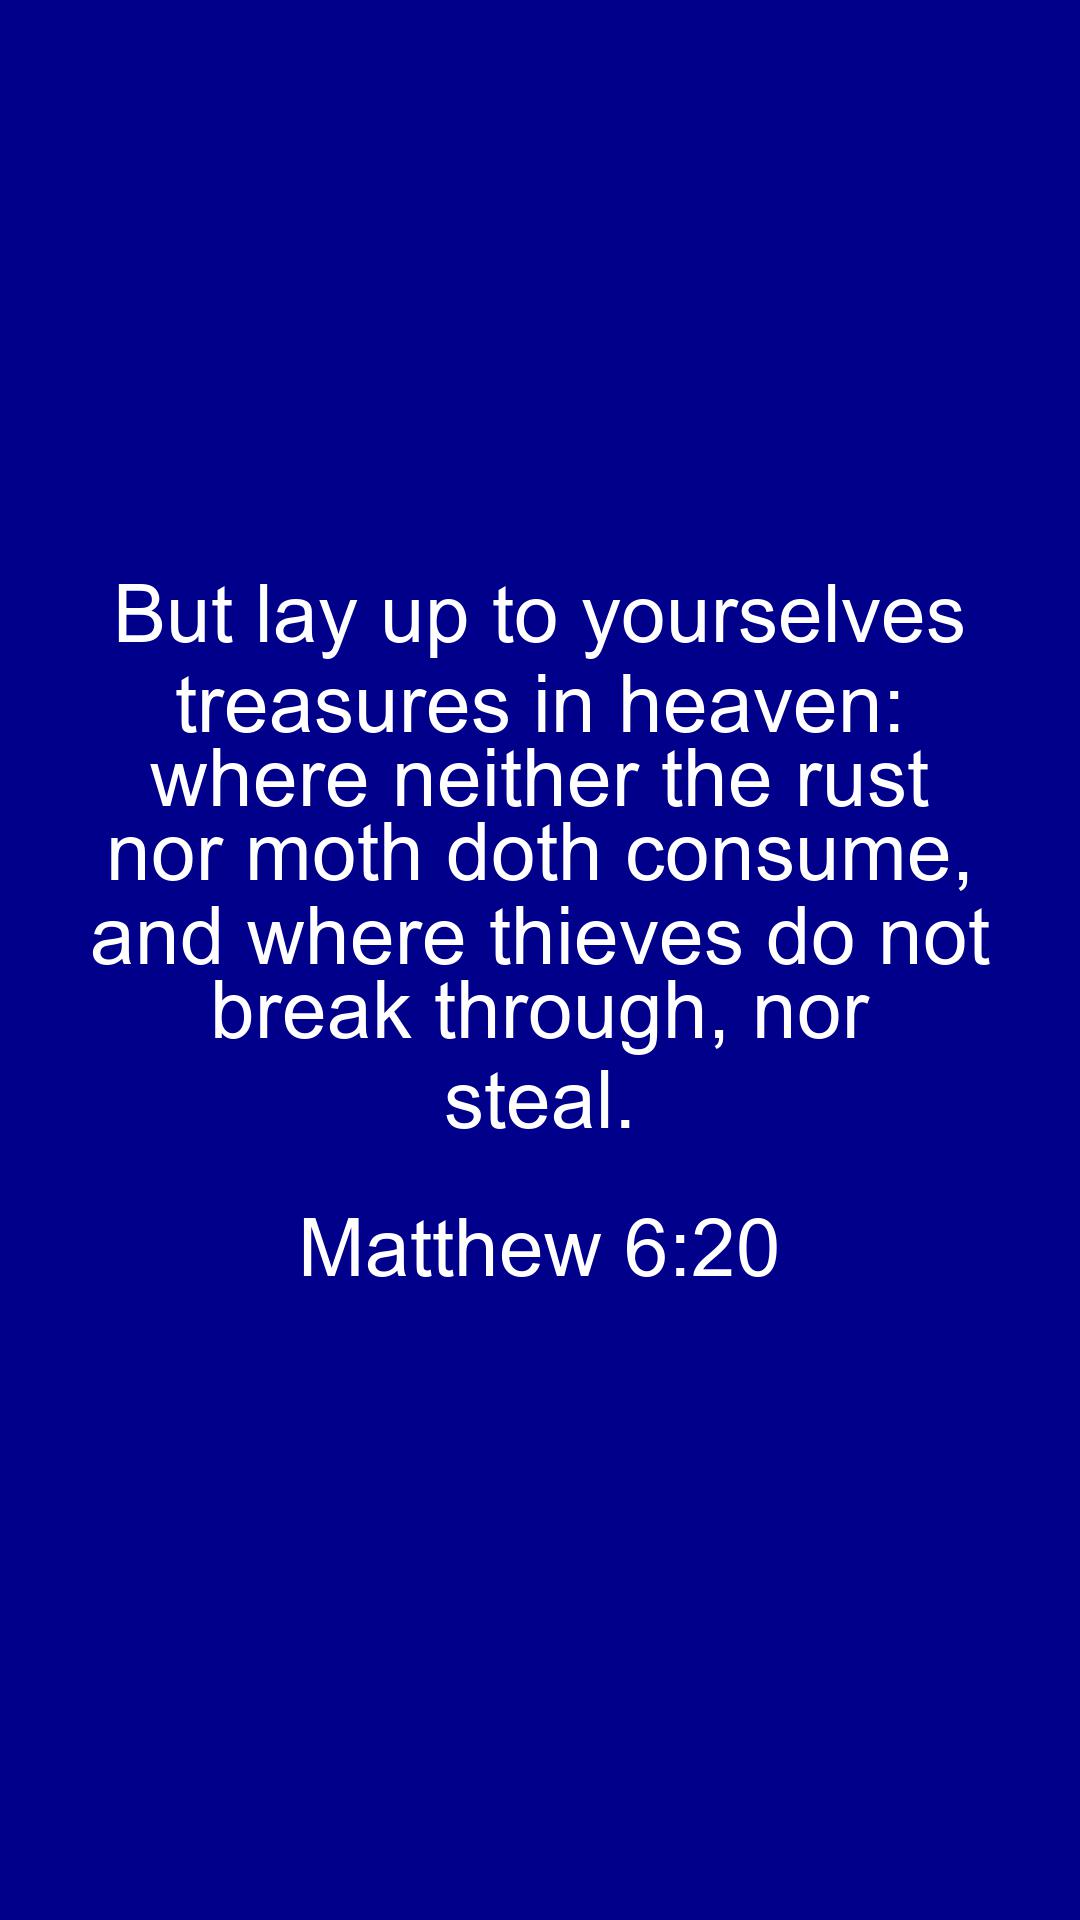 But lay up to yourselves
treasures in heaven:
where neither the rust
nor moth doth consume,
and where thieves do not
break through, nor
steal.
Matthew 6:20